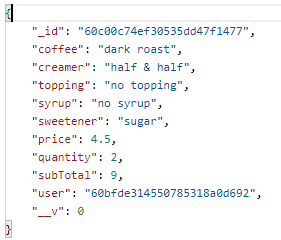 {
"_id": "60c00c74ef30535dd47f1477",
"coffee": "dark roast",
"creamer": "half & half",
"topping": "no topping",
"syrup": "no syrup",
"sweetener": "sugar",
"price": 4.5,
"quantity": 2,
"subTotal": 9,
"user": "60bfde314550785318a0d692",
"__v": 0
}